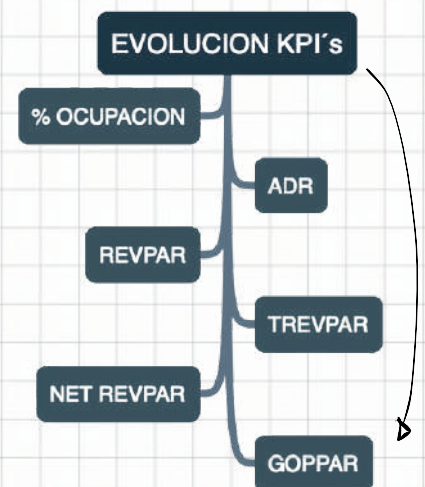 EVOLUCION KPI´s
% OCUPACION
ADR
REVPAR
TREVPAR
NET REVPAR
GOPPAR